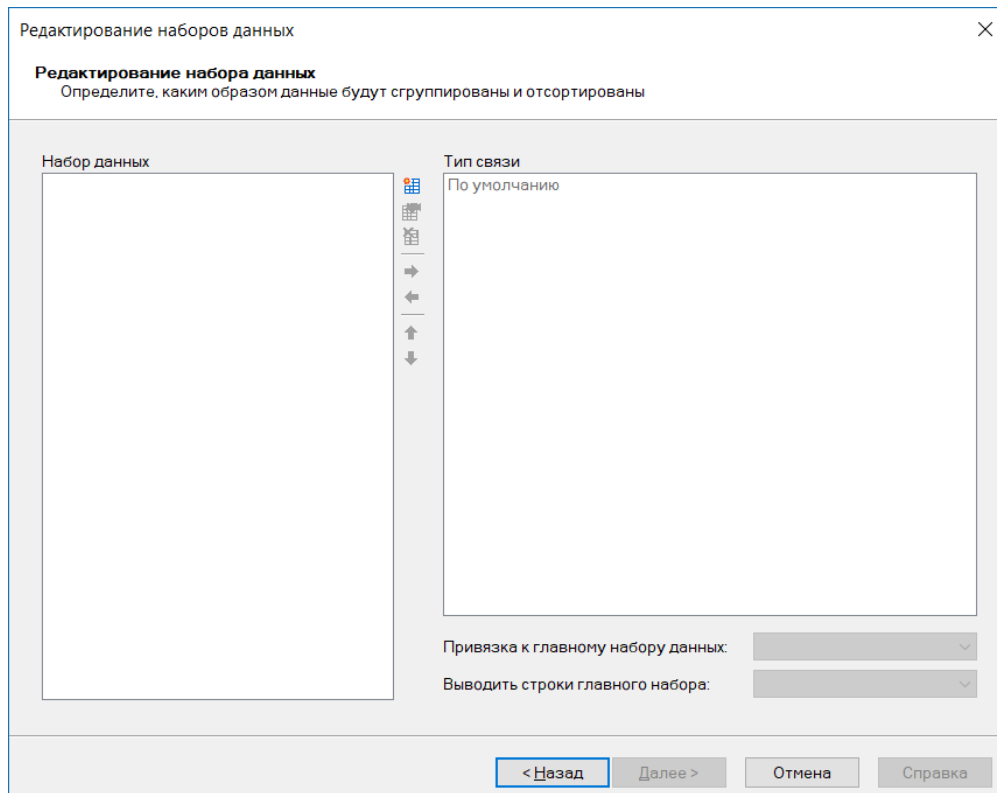 Редактирование наборов данных
Редактирование набора данных
Определите, каким образом данные будут сгруппированы и отсортированы
Набор данных
Тип связи
По умолчанию
Привязка к главному набору данных:
Выводить строки главного набора:
< Назад
Далее >
Отмена
Справка